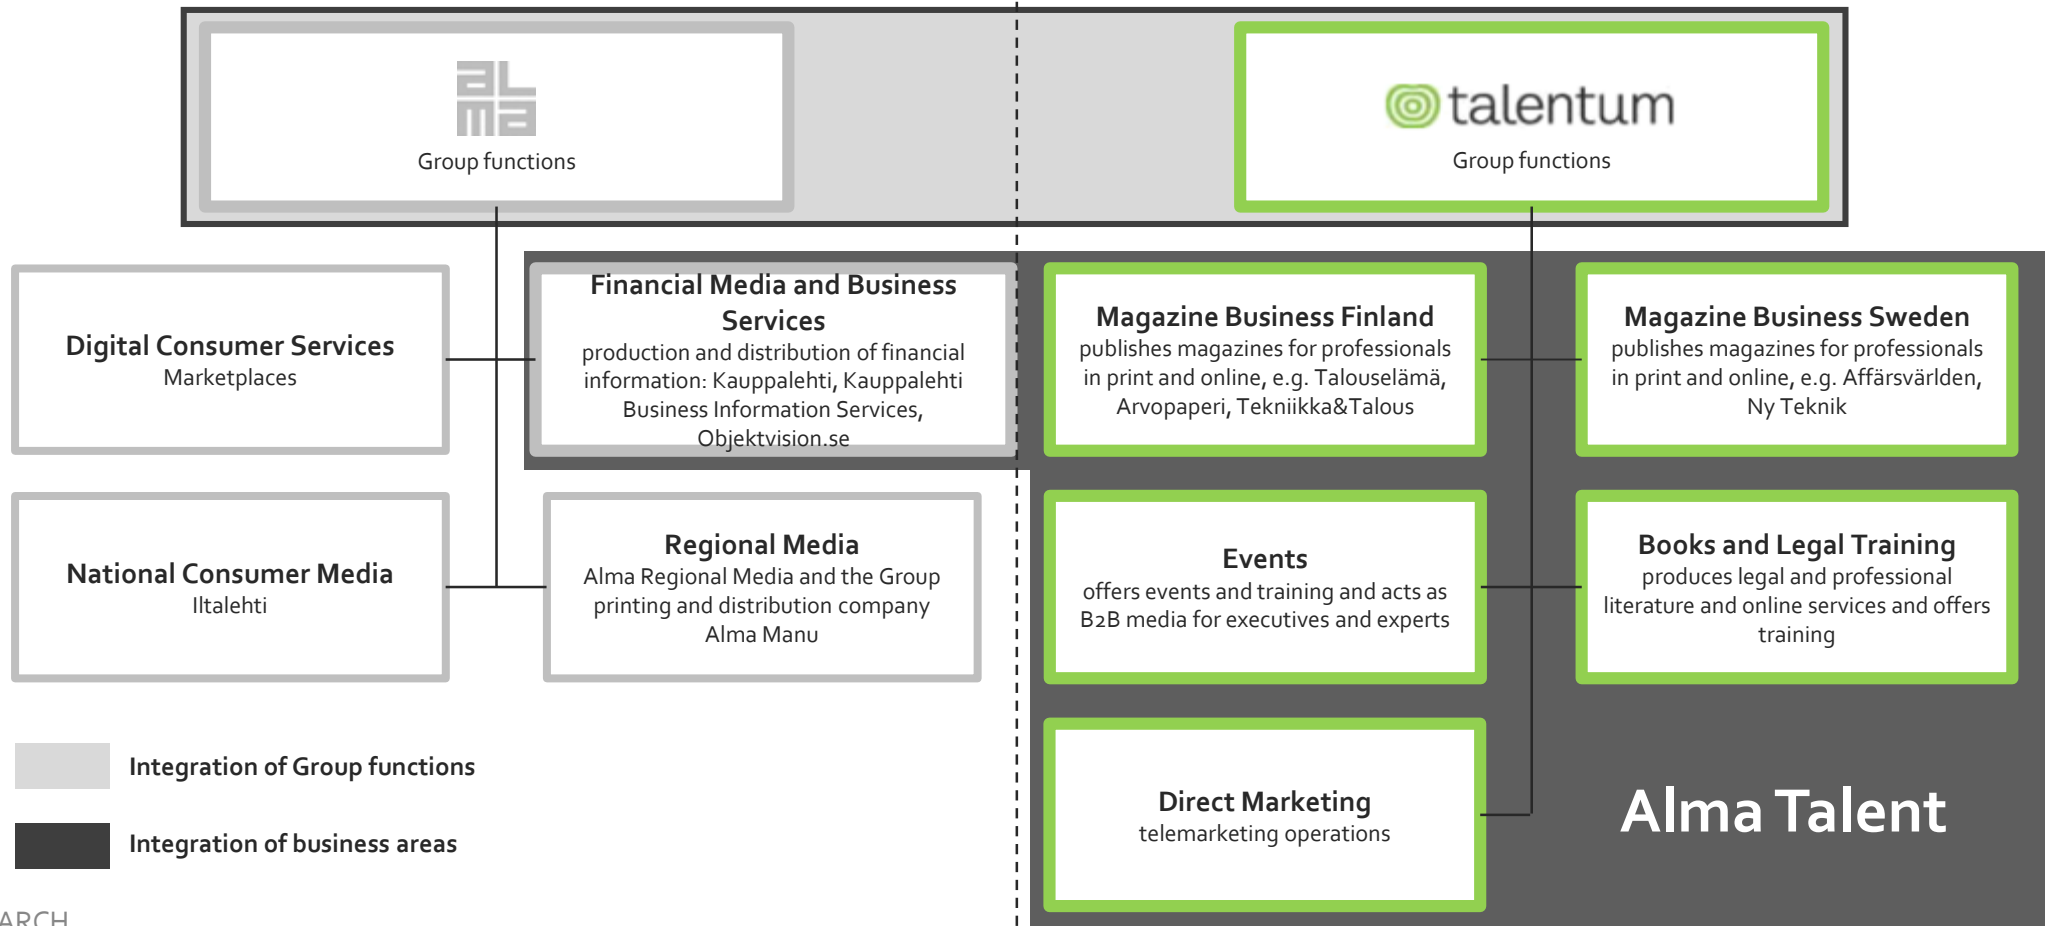 aL
ma
Group functions
talentum
Group functions
Digital Consumer Services
Marketplaces
Financial Media and Business
Services
production and distribution of financial
information: Kauppalehti, Kauppalehti
Business Information Services,
Objektvision.se
Magazine Business Finland
publishes magazines for professionals
in print and online, e.g. Talouselämä,
Arvopaperi, Tekniikka&Talous
Magazine Business Sweden
publishes magazines for professionals
in print and online, e.g. Affärsvärlden,
Ny Teknik
National Consumer Media
Iltalehti
Regional Media
Alma Regional Media and the Group
printing and distribution company
Alma Manu
Events
offers events and training and acts as
B2B media for executives and experts
Books and Legal Training
produces legal and professional
literature and online services and offers
training
Integration of Group functions
Integration of business areas
Direct Marketing
telemarketing operations
Alma Talent
ARCH